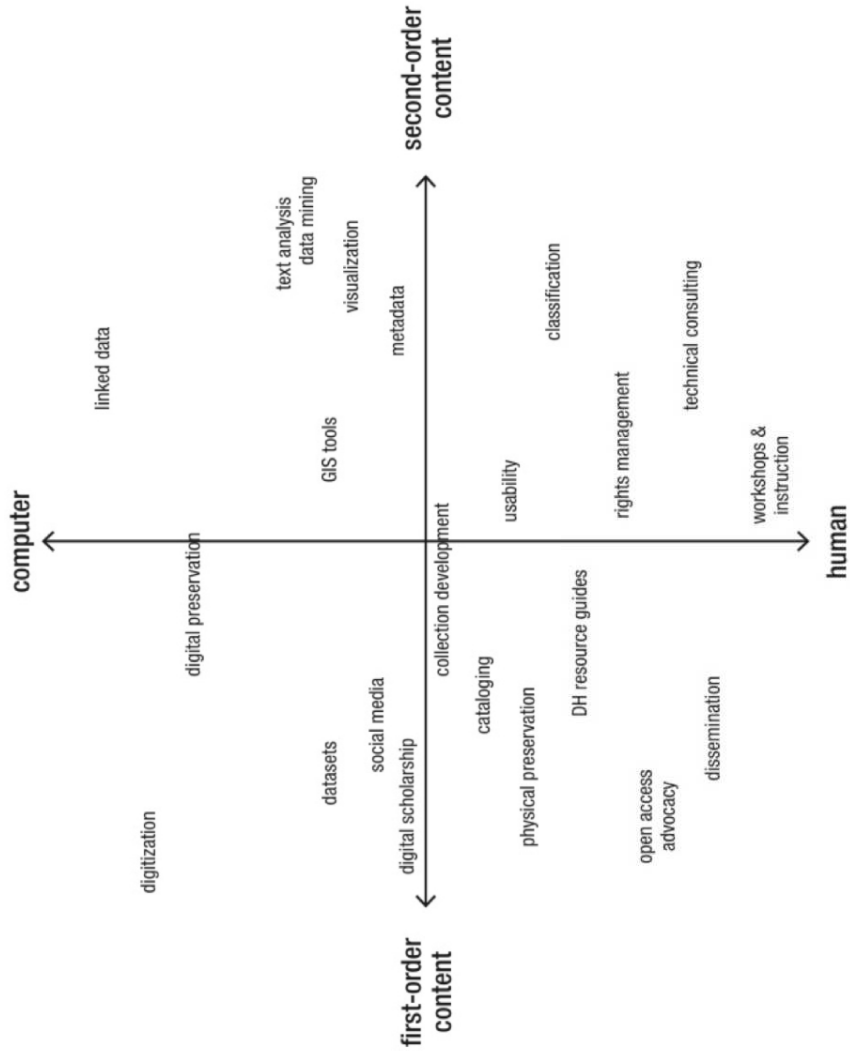 computer
linked data
digitization
digital preservation
text analysis
data mining
datasets
GIS tools
visualization
social media
metadata
digital scholarship
first-order
content
second-order
content
collection development
cataloging
usability
physical preservation
classification
DH resource guides
rights management
open access
advocacy
technical consulting
dissemination
workshops &
instruction
human